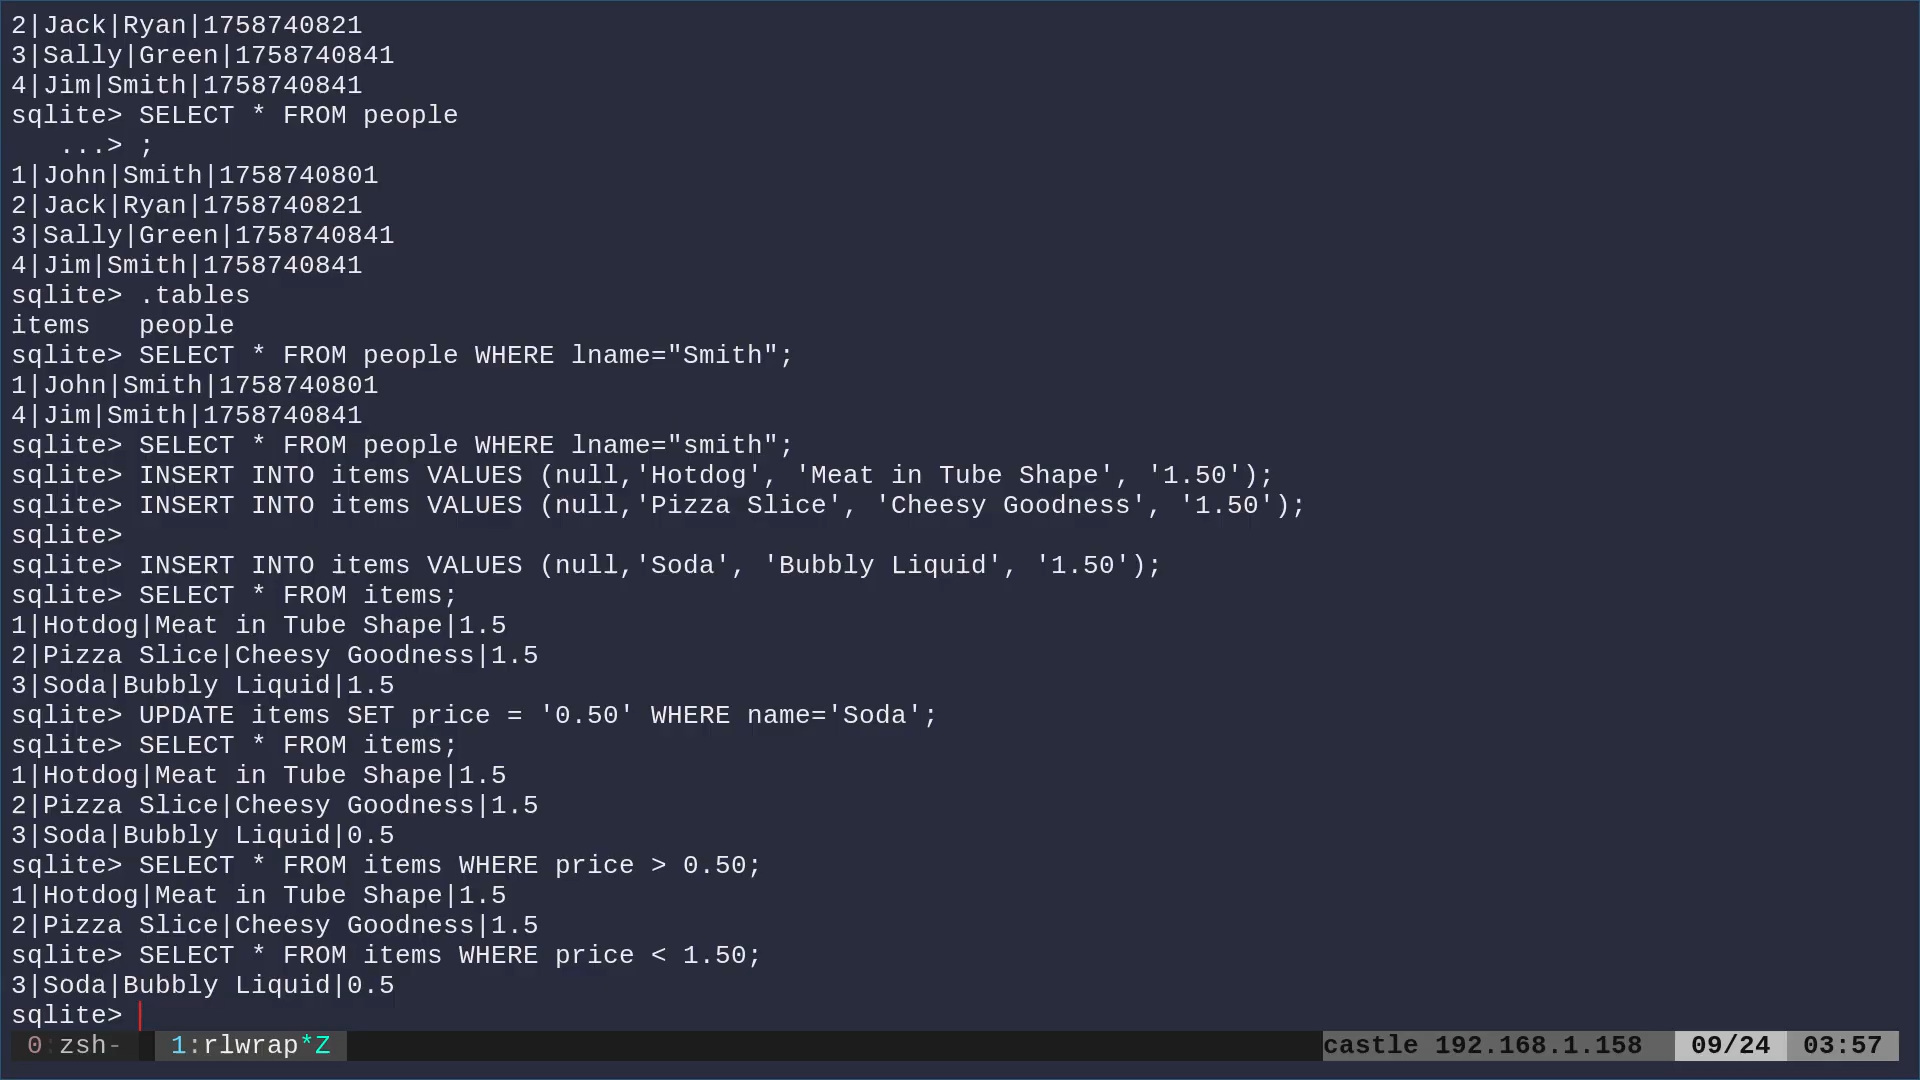 2|Jack|Ryan|1758740821
3|Sally|Green|1758740841
4|Jim|Smith|1758740841
sqlite> SELECT * FROM people
   ...> ;
1|John|Smith|1758740801
2|Jack|Ryan|1758740821
3|Sally|Green|1758740841
4|Jim|Smith|1758740841
sqlite> .tables
items   people
sqlite> SELECT * FROM people WHERE lname="Smith";
1|John|Smith|1758740801
4|Jim|Smith|1758740841
sqlite> SELECT * FROM people WHERE lname="smith";
sqlite> INSERT INTO items VALUES (null,'Hotdog', 'Meat in Tube Shape', '1.50');
sqlite> INSERT INTO items VALUES (null,'Pizza Slice', 'Cheesy Goodness', '1.50');
sqlite>
sqlite> INSERT INTO items VALUES (null,'Soda', 'Bubbly Liquid', '1.50');
sqlite> SELECT * FROM items;
1|Hotdog|Meat in Tube Shape|1.5
2|Pizza Slice|Cheesy Goodness|1.5
3|Soda|Bubbly Liquid|1.5
sqlite> UPDATE items SET price = '0.50' WHERE name='Soda';
sqlite> SELECT * FROM items;
1|Hotdog|Meat in Tube Shape|1.5
2|Pizza Slice|Cheesy Goodness|1.5
3|Soda|Bubbly Liquid|0.5
sqlite> SELECT * FROM items WHERE price > 0.50;
1|Hotdog|Meat in Tube Shape|1.5
2|Pizza Slice|Cheesy Goodness|1.5
sqlite> SELECT * FROM items WHERE price < 1.50;
3|Soda|Bubbly Liquid|0.5
sqlite>
0:zsh-  1:rlwrap*Z castle 192.168.1.158 09/24 03:57